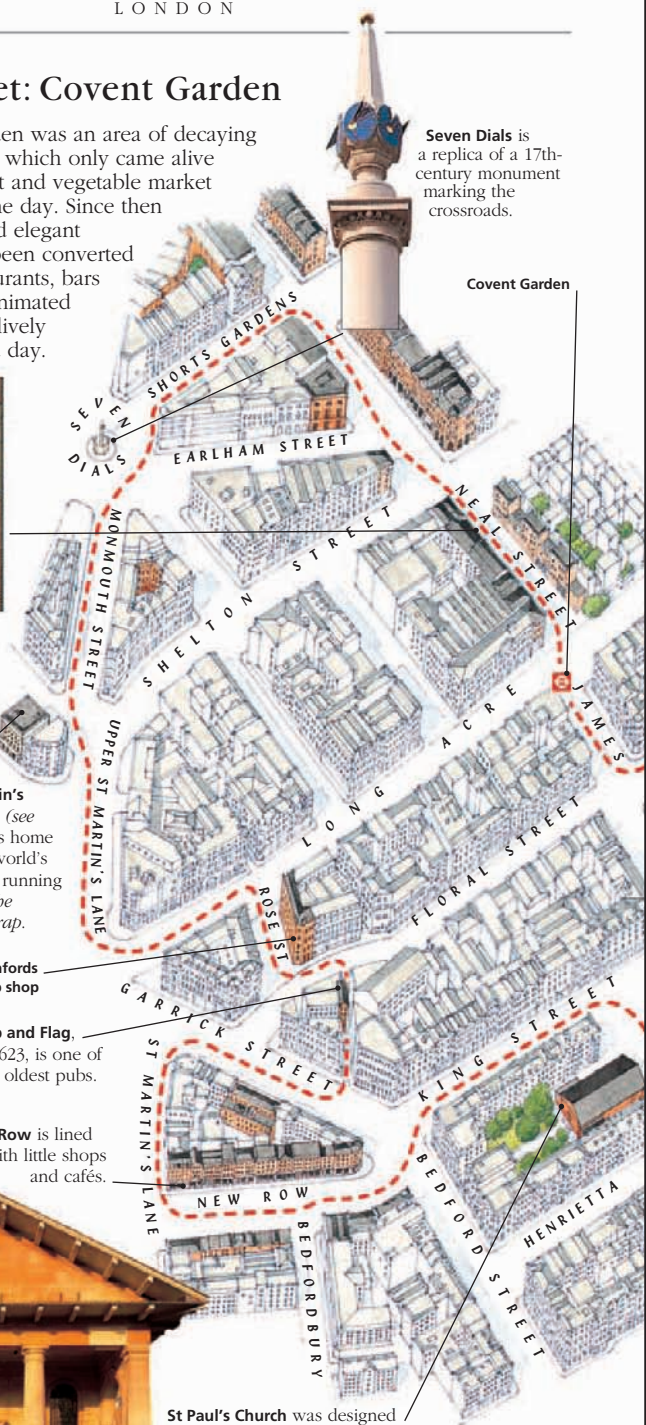 LONDON
et: Covent Garden
en was an area of decaying
which only came alive
t and vegetable market
e day. Since then
d elegant
been converted
urants, bars
nimated
lively
day.
Seven Dials is
a replica of a 17th-
century monument
marking the
crossroads.
Covent Garden
SHORTS GARDENS
SEVEN
DIALS
EARLHAM STREET
NEAL STREET
MONMOUTH STREET
SHELTON STREET
JAMES
UPPER ST MARTIN'S LANE
LONG ACRE
FLORAL STREET
in's
(see
s home
world's
running
he
rap.
ROSE ST
nfords
p shop
GARRICK STREET
b and Flag,
623, is one of
oldest pubs.
KING STREET
ST MARTIN'S LANE
Row is lined
ith little shops
and cafés.
NEW ROW
BEDFORD STREET
HENRIETTA
BEDFORDBURY
St Paul's Church was designed